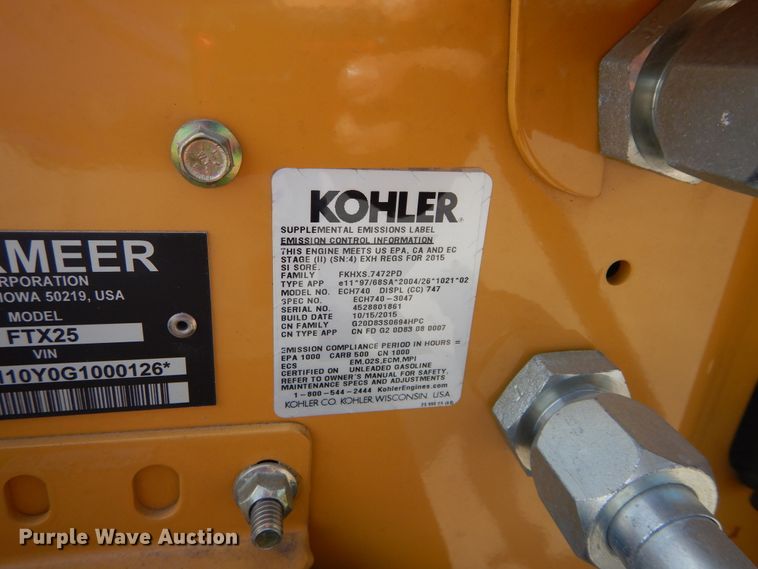 KOHLER
SUPPLEMENTAL EMISSIONS LABEL
EMISSION CONTROL INFORMATION
THIS ENGINE MEETS US EPA, CA AND EC
STAGE (II) (SN:4) EXH REGS FOR 2015
SI SORE.
FAMILY FKHXS.7472PD
TYPE APP e11*97/68SA*2004/26*1021*02
MODEL NO. ECH740 DISPL (CC) 747
SPEC NO. ECH740-3047
SERIAL NO. 4528801861
BUILD DATE 10/15/2015
CN FAMILY G20D83S0694HPC
CN TYPE APP CN FD G2 0D83 08 0007
EMISSION COMPLIANCE PERIOD IN HOURS =
EPA 1000 CARB 500 CN 1000
ECS EM,O2S,ECM,MPI
CERTIFIED ON UNLEADED GASOLINE
REFER TO OWNER'S MANUAL FOR SAFETY,
MAINTENANCE SPECS AND ADJUSTMENTS
1-800-544-2444 KohlerEngines.com
KOHLER CO. KOHLER, WISCONSIN, U.S.A.
RMEER
CORPORATION
IOWA 50219, USA
MODEL
FTX25
VIN
110Y0G1000126*
Purple Wave Auction